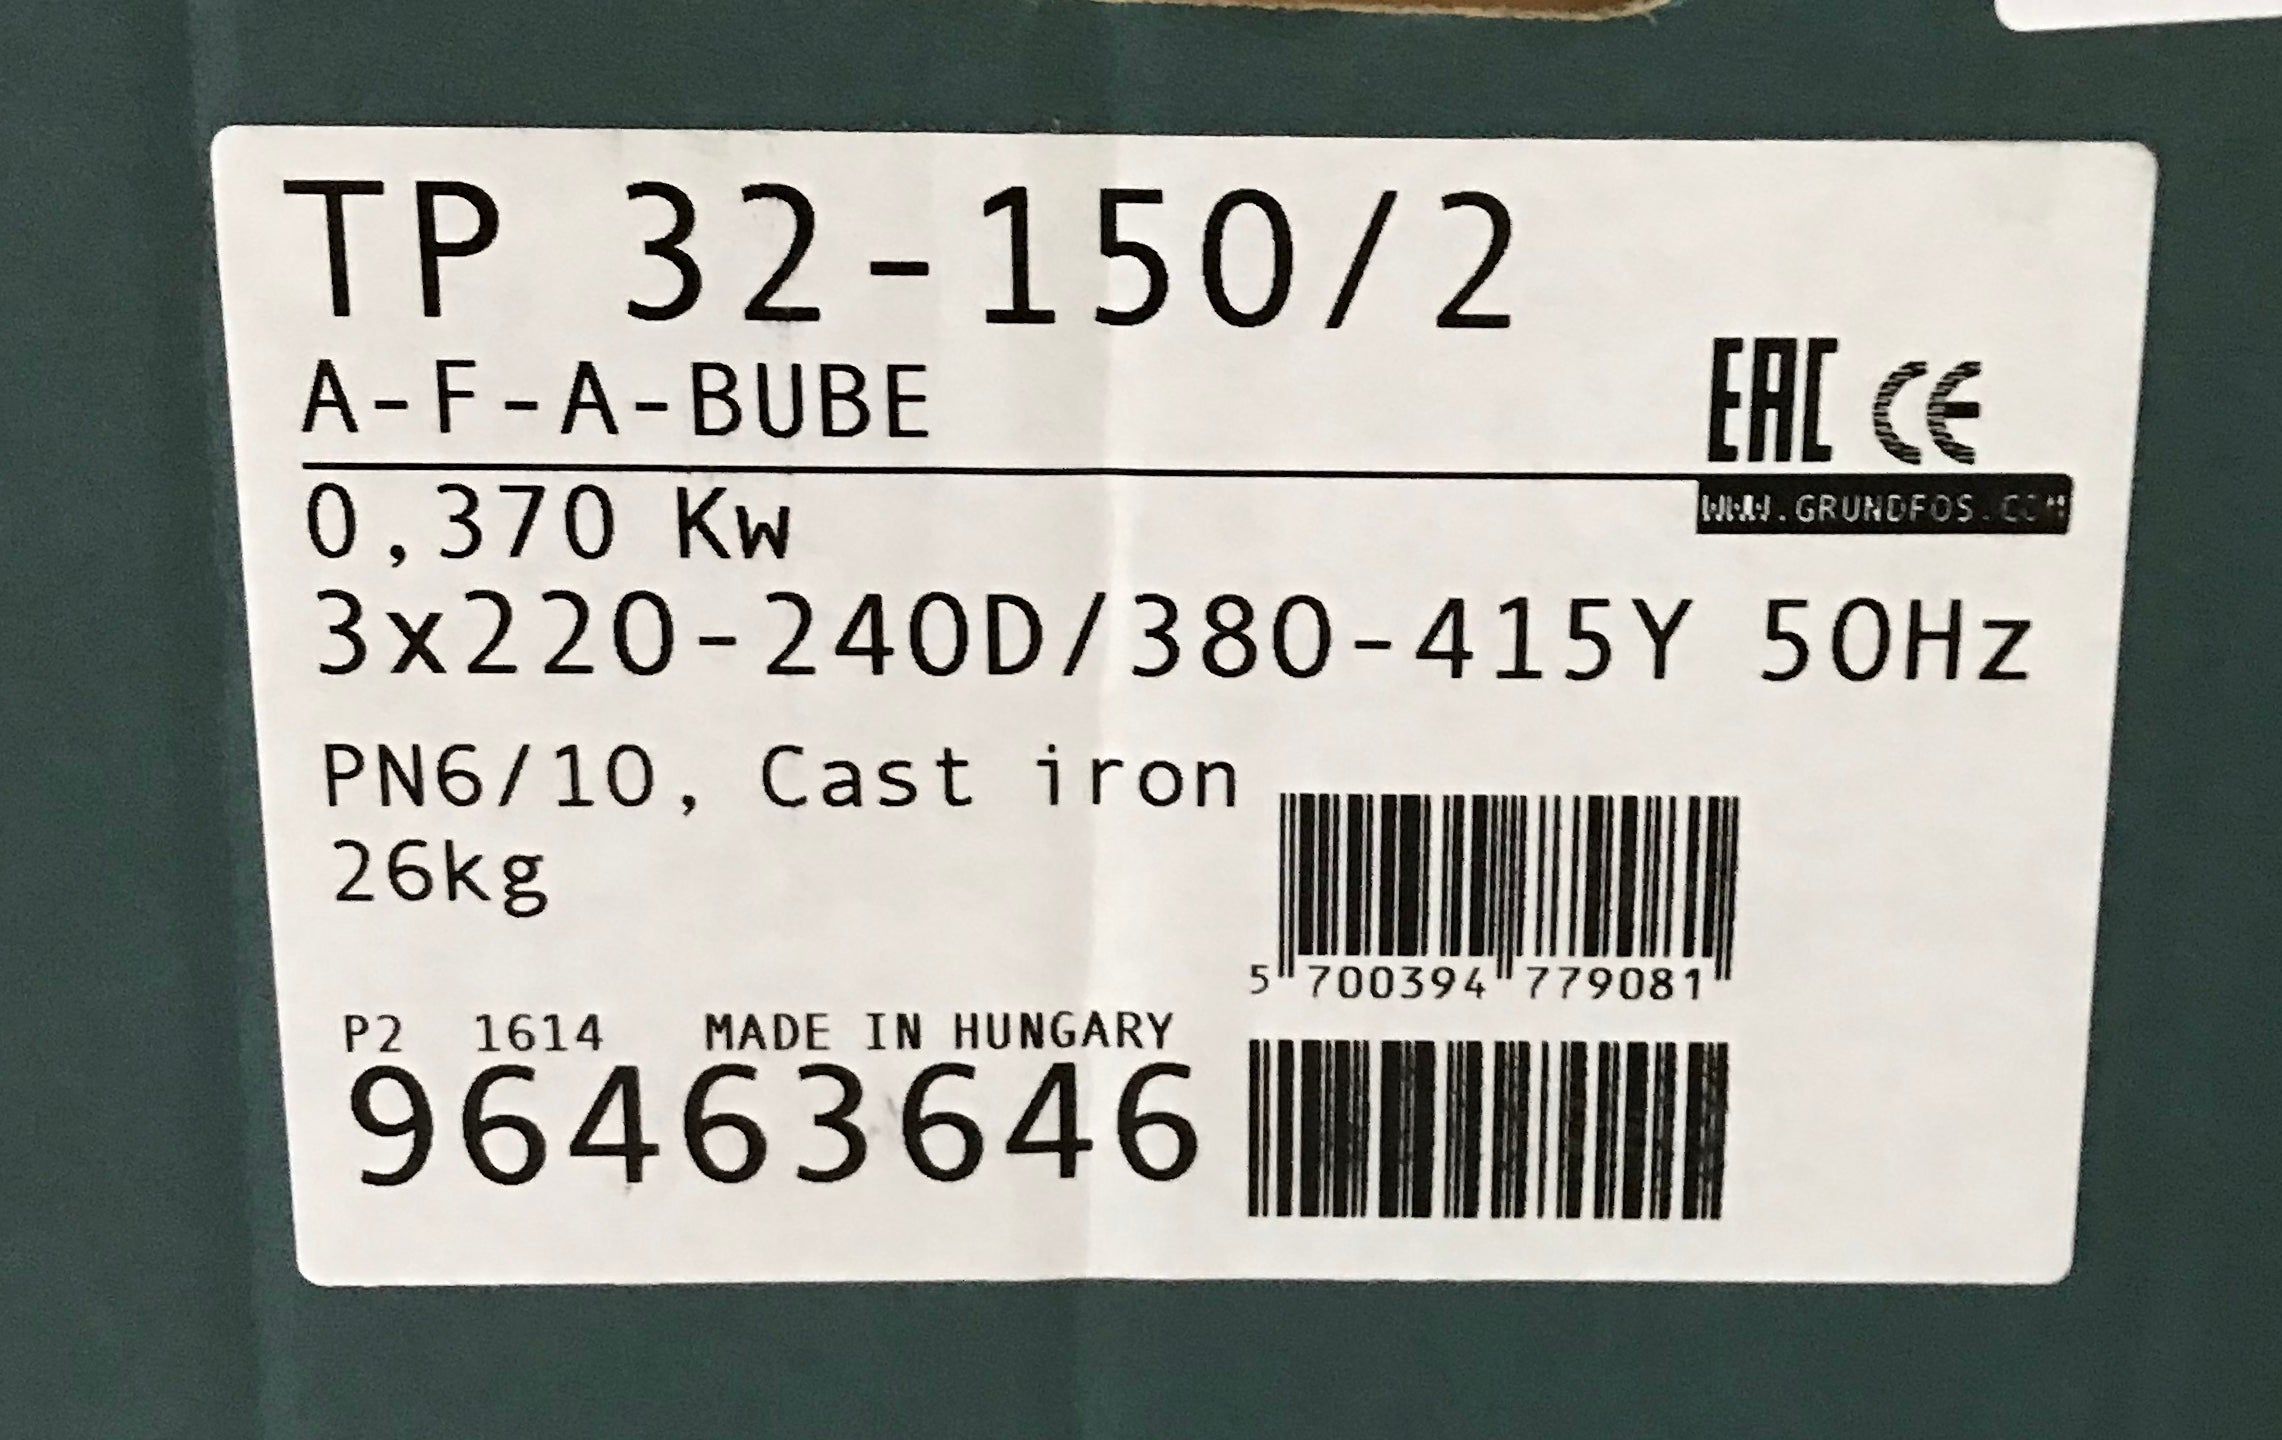 TP 32-150/2
A-F-A-BUBE
EAC CE
0,370 Kw
WWW.GRUNDFOS.COM
3x220-240D/380-415Y 50Hz
PN6/10, Cast iron
26kg
5 700394 779081
P2 1614 MADE IN HUNGARY
96463646